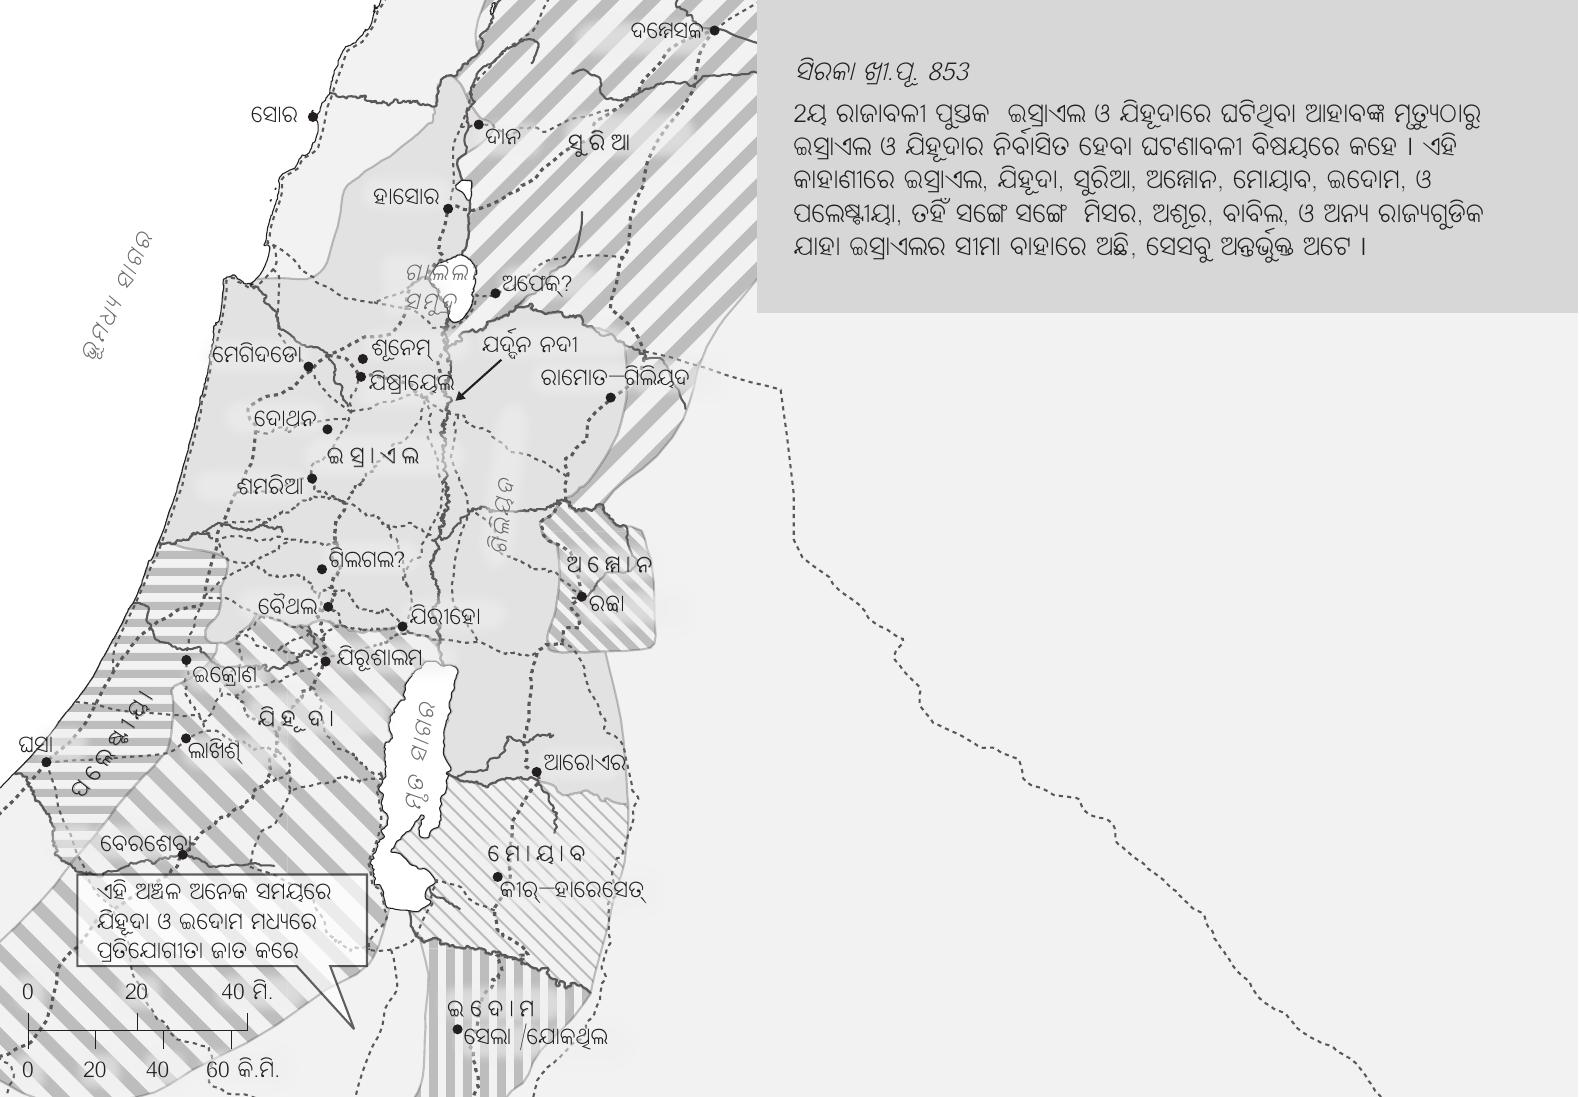 ସିରକା ଖ୍ରୀ.ପୂ. 853
2ୟ ରାଜାବଳୀ ପୁସ୍ତକ ଇସ୍ରାଏଲ ଓ ଯିହୂଦାରେ ଘଟିଥିବା ଆହାବଙ୍କ ମୃତ୍ୟୁଠାରୁ
ଇସ୍ରାଏଲ ଓ ଯିହୂଦାର ନିର୍ବାସିତ ହେବା ଘଟଣାବଳୀ ବିଷୟରେ କହେ । ଏହି
କାହାଣୀରେ ଇସ୍ରାଏଲ, ଯିହୂଦା, ସୁରିଆ, ଅମ୍ମୋନ, ମୋୟାବ, ଇଦୋମ, ଓ
ପଲେଷ୍ଟୀୟା, ତହିଁ ସଙ୍ଗେ ସଙ୍ଗେ ମିସର, ଅଶୂର, ବାବିଲ, ଓ ଅନ୍ୟ ରାଜ୍ୟଗୁଡିକ
ଯାହା ଇସ୍ରାଏଲର ସୀମା ବାହାରେ ଅଛି, ସେସବୁ ଅନ୍ତର୍ଭୁକ୍ତ ଅଟେ ।
ଦମ୍ମେସକ
ସୋର
ଦାନ
ସୁରିଆ
ହାସୋର
ଭୂମଧ୍ୟ ସାଗର
ଗାଲିଲ
ସମୁଦ୍ର
ଅଫେକ୍?
ମେଗିଦଡୋ
ଶୂନେମ୍
ଯର୍ଦ୍ଦନ ନଦୀ
ଯିଷ୍ରୀୟେଲ
ରାମୋତ–ଗିଲିୟଦ
ଦୋଥନ
ଇସ୍ରାଏଲ
ଶମରିଆ
ଗିଲିୟଦ
ଗିଲଗଲ?
ଅମ୍ମୋନ
ବୈଥଲ
ରବ୍ବା
ଯିରୀହୋ
ଯିରୂଶାଲମ
ଇକ୍ରୋଣ
ଯିହୂଦା
ପଲେଷ୍ଟୀୟା
ଘସା
ଲାଖିଶ୍
ମୃତ ସାଗର
ଆରୋଏର
ବେରଶେବା
ମୋୟାବ
କୀର୍–ହାରେସେତ୍
ଏହି ଅଞ୍ଚଳ ଅନେକ ସମୟରେ
ଯିହୂଦା ଓ ଇଦୋମ ମଧ୍ୟରେ
ପ୍ରତିଯୋଗୀତା ଜାତ କରେ
0 20 40 ମି.
ଇଦୋମ
ସେଲା /ଯୋକଥିଲ
0 20 40 60 କି.ମି.